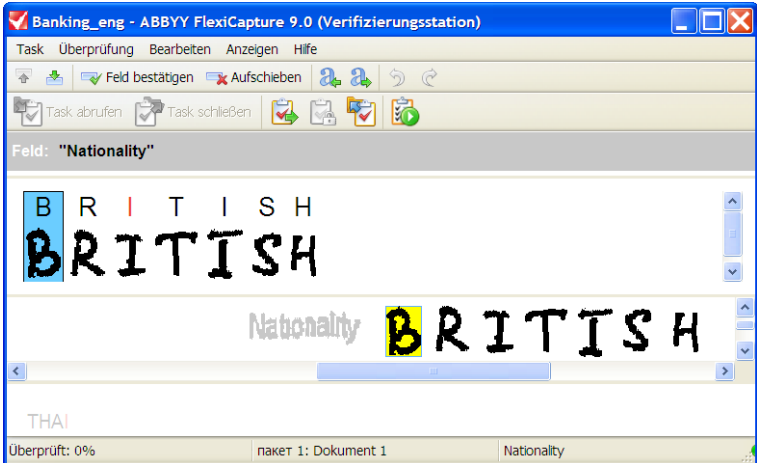 Banking_eng - ABBYY FlexiCapture 9.0 (Verifizierungsstation)
Task Überprüfung Bearbeiten Anzeigen Hilfe
Feld bestätigen Aufschieben
Task abrufen Task schließen
Feld: "Nationality"
B R I T I S H
BRITISH
Nationality BRITISH
THAI
Überprüft: 0% пакет 1: Dokument 1 Nationality